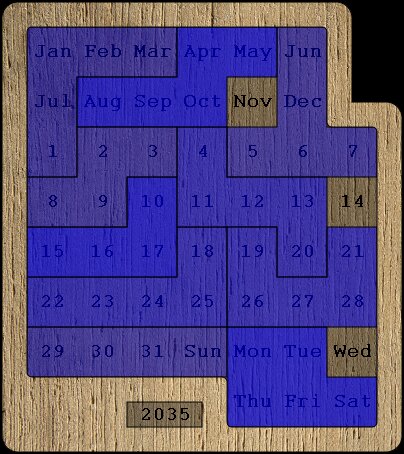 Jan Feb Mar Apr May Jun
Jul Aug Sep Oct Nov Dec
1 2 3 4 5 6 7
8 9 10 11 12 13 14
15 16 17 18 19 20 21
22 23 24 25 26 27 28
29 30 31 Sun Mon Tue Wed
Thu Fri Sat
2035